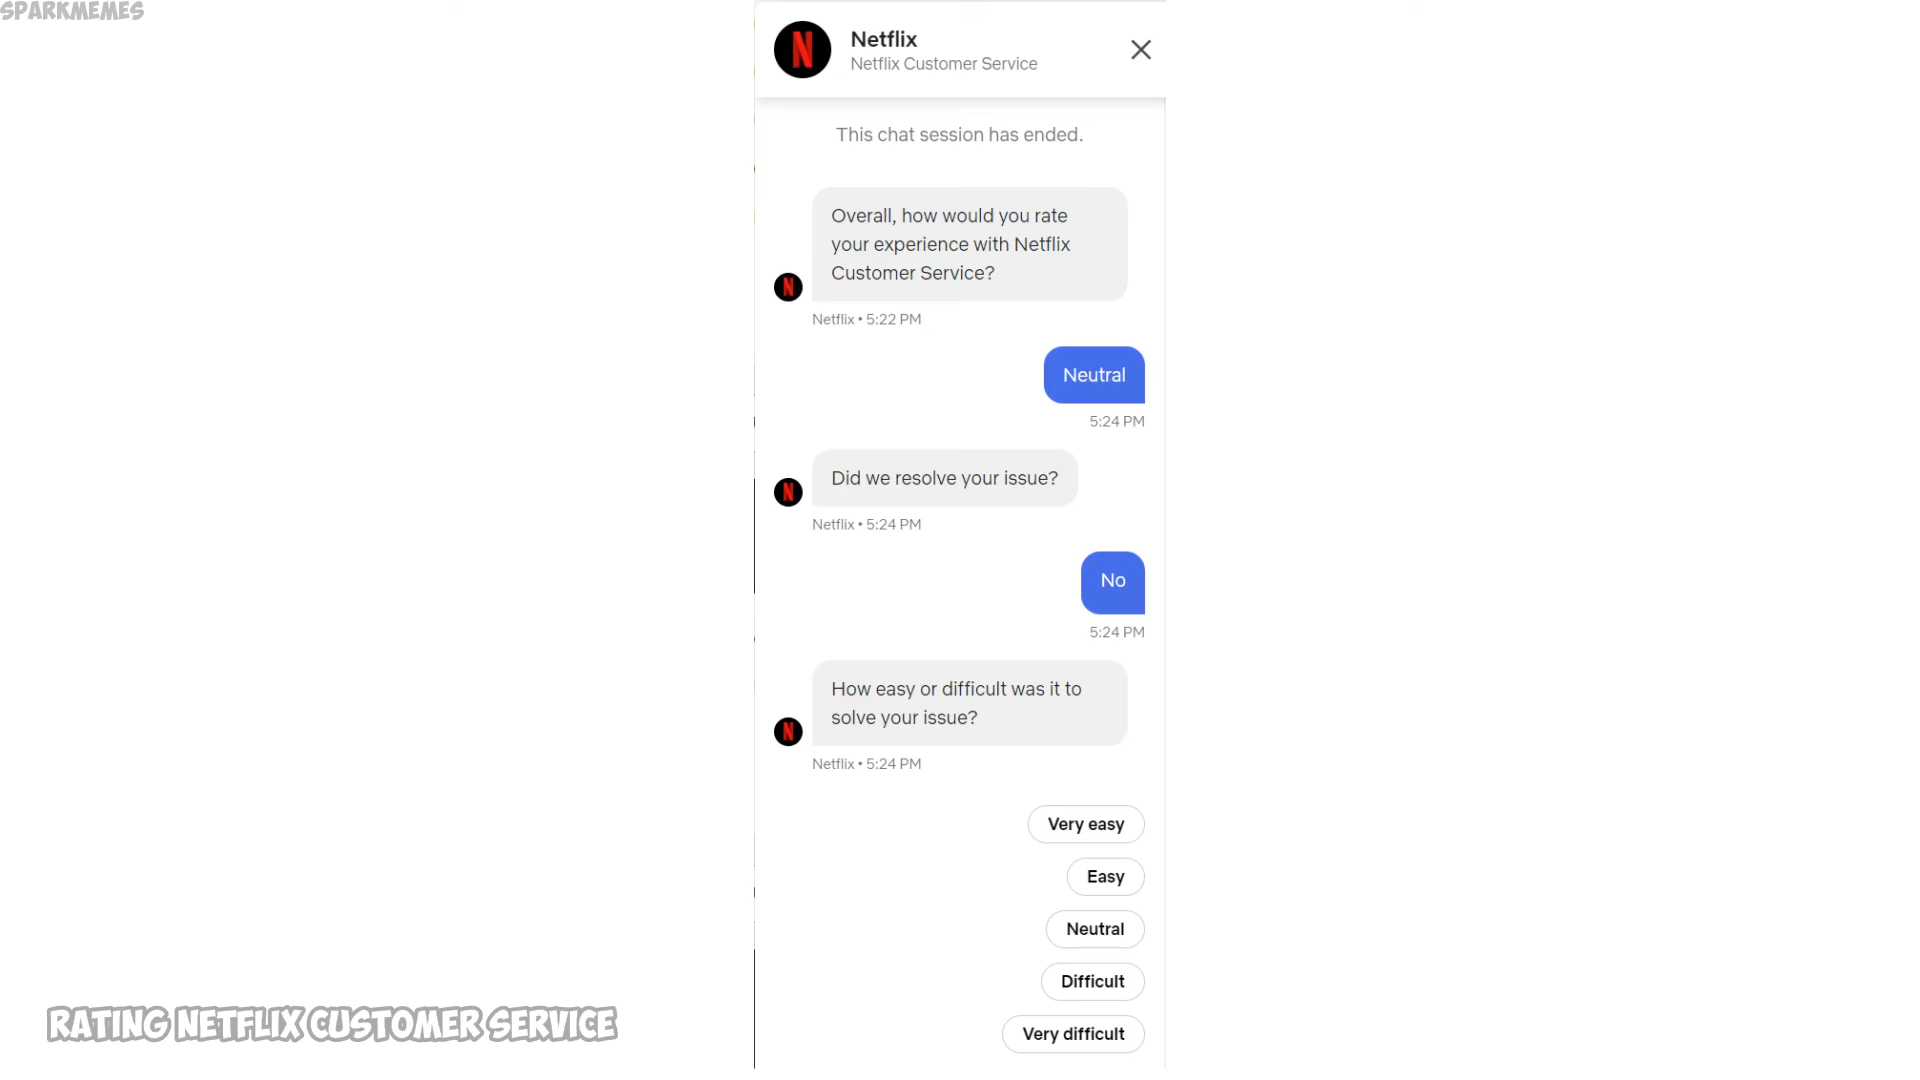 SPARKMEMES
Netflix
Netflix Customer Service
This chat session has ended.
Overall, how would you rate
your experience with Netflix
Customer Service?
Netflix • 5:22 PM
Neutral
5:24 PM
Did we resolve your issue?
Netflix • 5:24 PM
No
5:24 PM
How easy or difficult was it to
solve your issue?
Netflix • 5:24 PM
Very easy
Easy
Neutral
Difficult
Very difficult
RATING NETFLIX CUSTOMER SERVICE